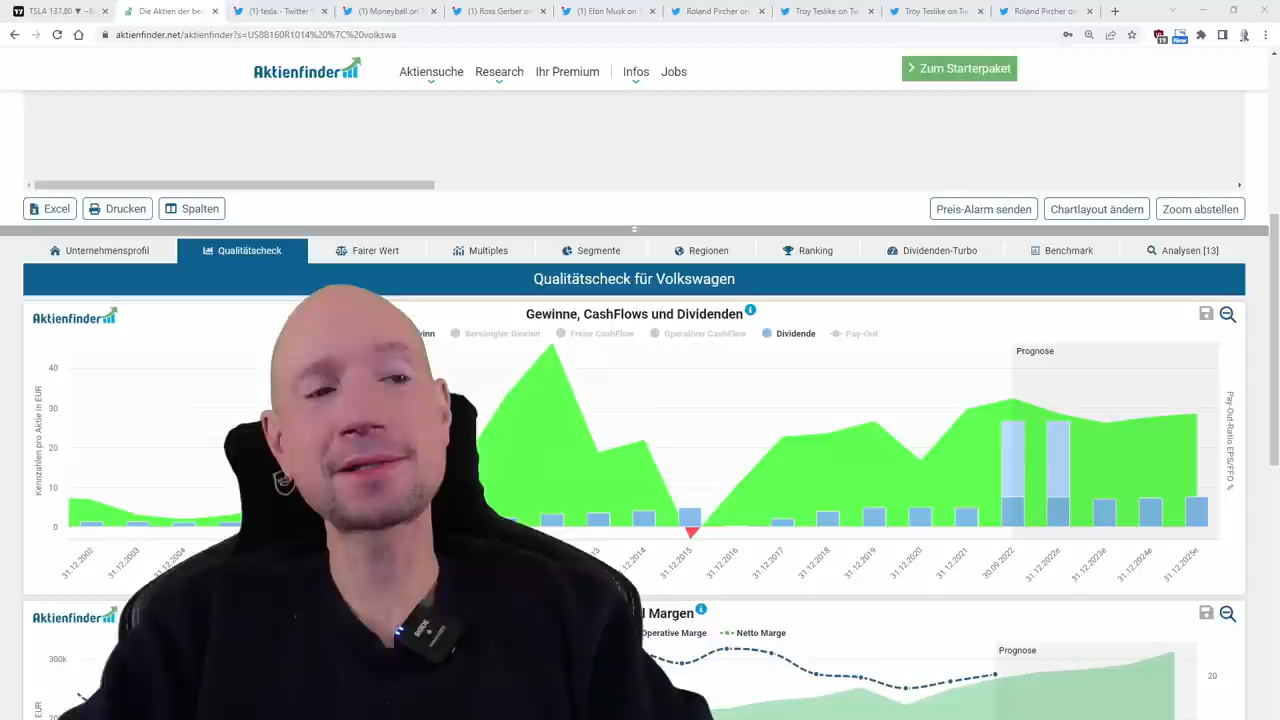 TSLA 137.80 ▼ −8
Die Aktien der be
(1) tesla - Twitter
(1) Moneyball on T
(1) Ross Gerber on
(1) Elon Musk on
Roland Pircher on
Troy Teslike on Tw
Troy Teslike on Tw
Roland Pircher on
aktienfinder.net/aktienfinder?s=US88160R1014%20%7C%20volkswa
19
New
Aktienfinder
Aktiensuche
Research
Ihr Premium
Infos
Jobs
Zum Starterpaket
Excel
Drucken
Spalten
Preis-Alarm senden
Chartlayout ändern
Zoom abstellen
Unternehmensprofil
Qualitätscheck
Fairer Wert
Multiples
Segmente
Regionen
Ranking
Dividenden-Turbo
Benchmark
Analysen [13]
Qualitätscheck für Volkswagen
Aktienfinder
Gewinne, CashFlows und Dividenden
inn
Bereinigter Gewinn
Freier CashFlow
Operativer CashFlow
Dividende
Pay-Out
Prognose
40
30
20
10
0
Kennzahlen pro Aktie in EUR
Pay-Out-Ratio EPS/FFO %
31.12.2002
31.12.2003
31.12.2004
13
31.12.2014
31.12.2015
31.12.2016
31.12.2017
31.12.2018
31.12.2019
31.12.2020
31.12.2021
30.09.2022
31.12.2022e
31.12.2023e
31.12.2024e
31.12.2025e
RØDE
Aktienfinder
l Margen
Operative Marge
Netto Marge
Prognose
300k
20
EUR